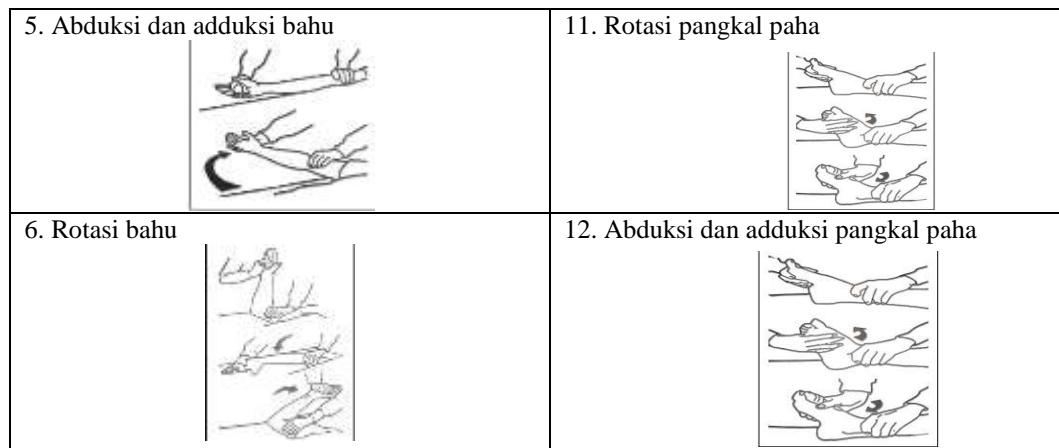 5. Abduksi dan adduksi bahu
11. Rotasi pangkal paha
6. Rotasi bahu
12. Abduksi dan adduksi pangkal paha